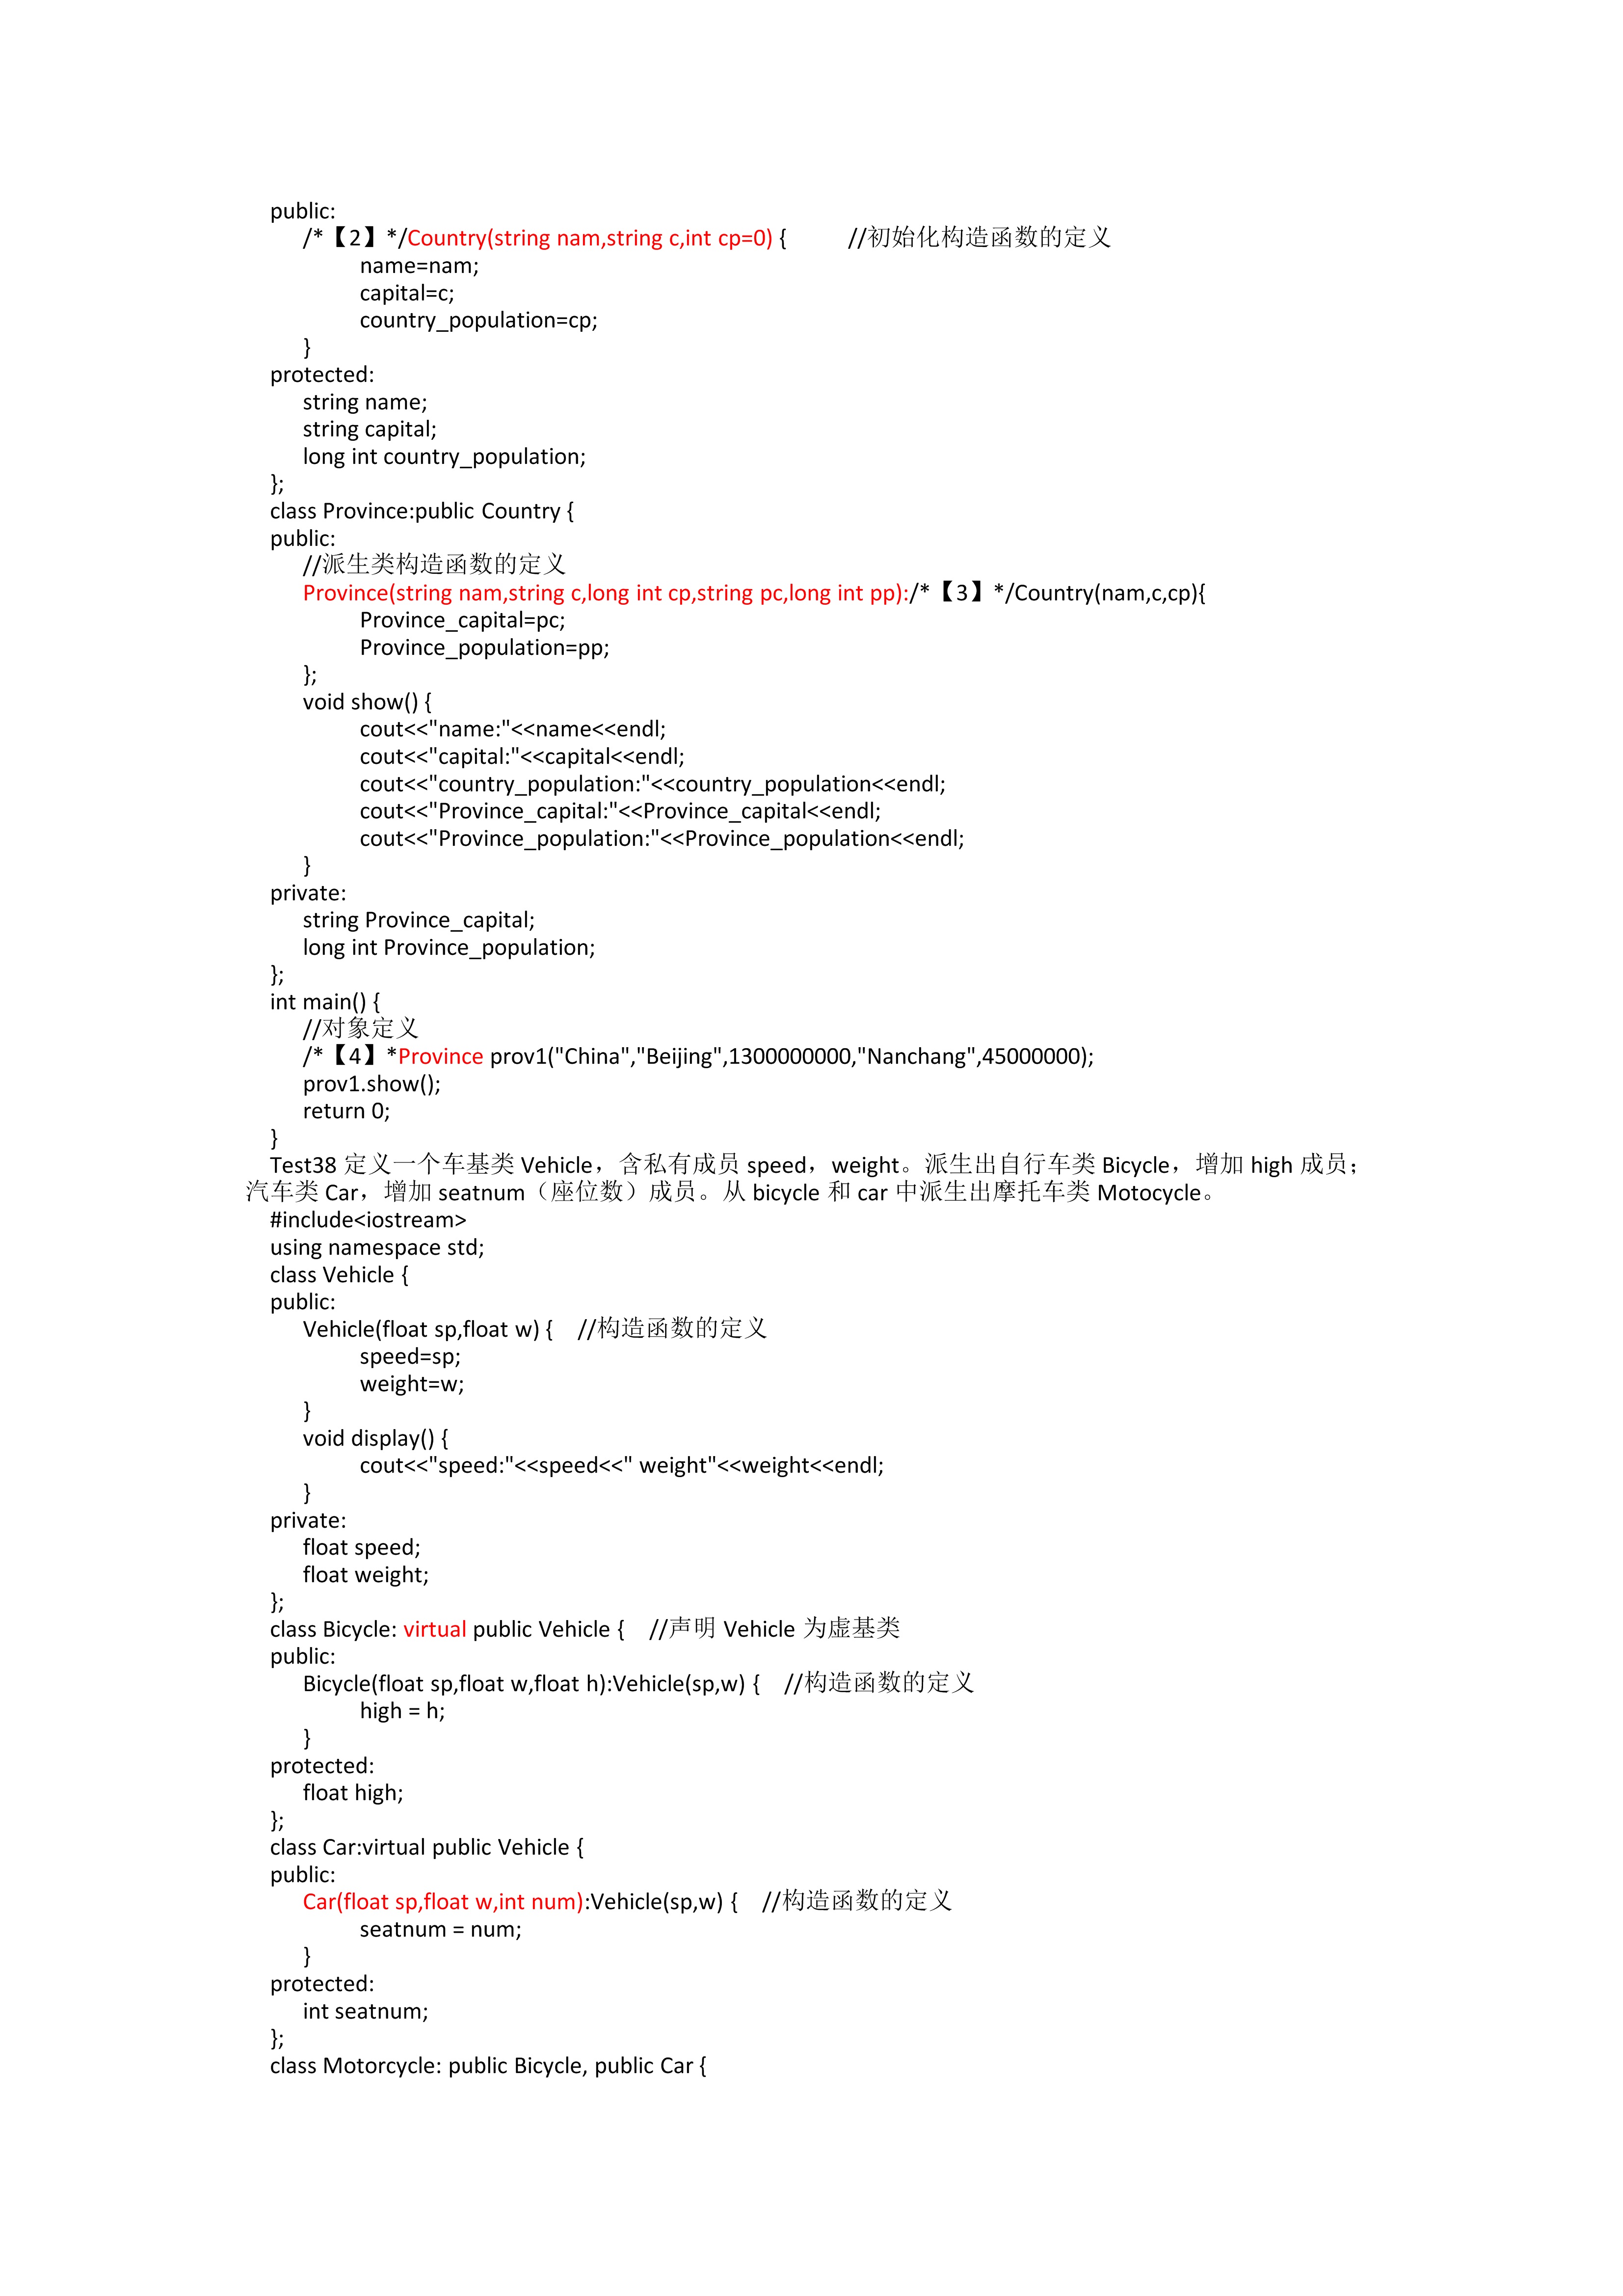 public:
/*【2】*/Country(string nam,string c,int cp=0) { //初始化构造函数的定义
name=nam;
capital=c;
country_population=cp;
}
protected:
string name;
string capital;
long int country_population;
};
class Province:public Country {
public:
//派生类构造函数的定义
Province(string nam,string c,long int cp,string pc,long int pp):/*【3】*/Country(nam,c,cp){
Province_capital=pc;
Province_population=pp;
};
void show() {
cout<<"name:"<<name<<endl;
cout<<"capital:"<<capital<<endl;
cout<<"country_population:"<<country_population<<endl;
cout<<"Province_capital:"<<Province_capital<<endl;
cout<<"Province_population:"<<Province_population<<endl;
}
private:
string Province_capital;
long int Province_population;
};
int main() {
//对象定义
/*【4】*Province prov1("China","Beijing",1300000000,"Nanchang",45000000);
prov1.show();
return 0;
}
Test38 定义一个车基类 Vehicle，含私有成员 speed，weight。派生出自行车类 Bicycle，增加 high 成员；
汽车类 Car，增加 seatnum（座位数）成员。从 bicycle 和 car 中派生出摩托车类 Motocycle。
#include<iostream>
using namespace std;
class Vehicle {
public:
Vehicle(float sp,float w) { //构造函数的定义
speed=sp;
weight=w;
}
void display() {
cout<<"speed:"<<speed<<" weight"<<weight<<endl;
}
private:
float speed;
float weight;
};
class Bicycle: virtual public Vehicle { //声明 Vehicle 为虚基类
public:
Bicycle(float sp,float w,float h):Vehicle(sp,w) { //构造函数的定义
high = h;
}
protected:
float high;
};
class Car:virtual public Vehicle {
public:
Car(float sp,float w,int num):Vehicle(sp,w) { //构造函数的定义
seatnum = num;
}
protected:
int seatnum;
};
class Motorcycle: public Bicycle, public Car {